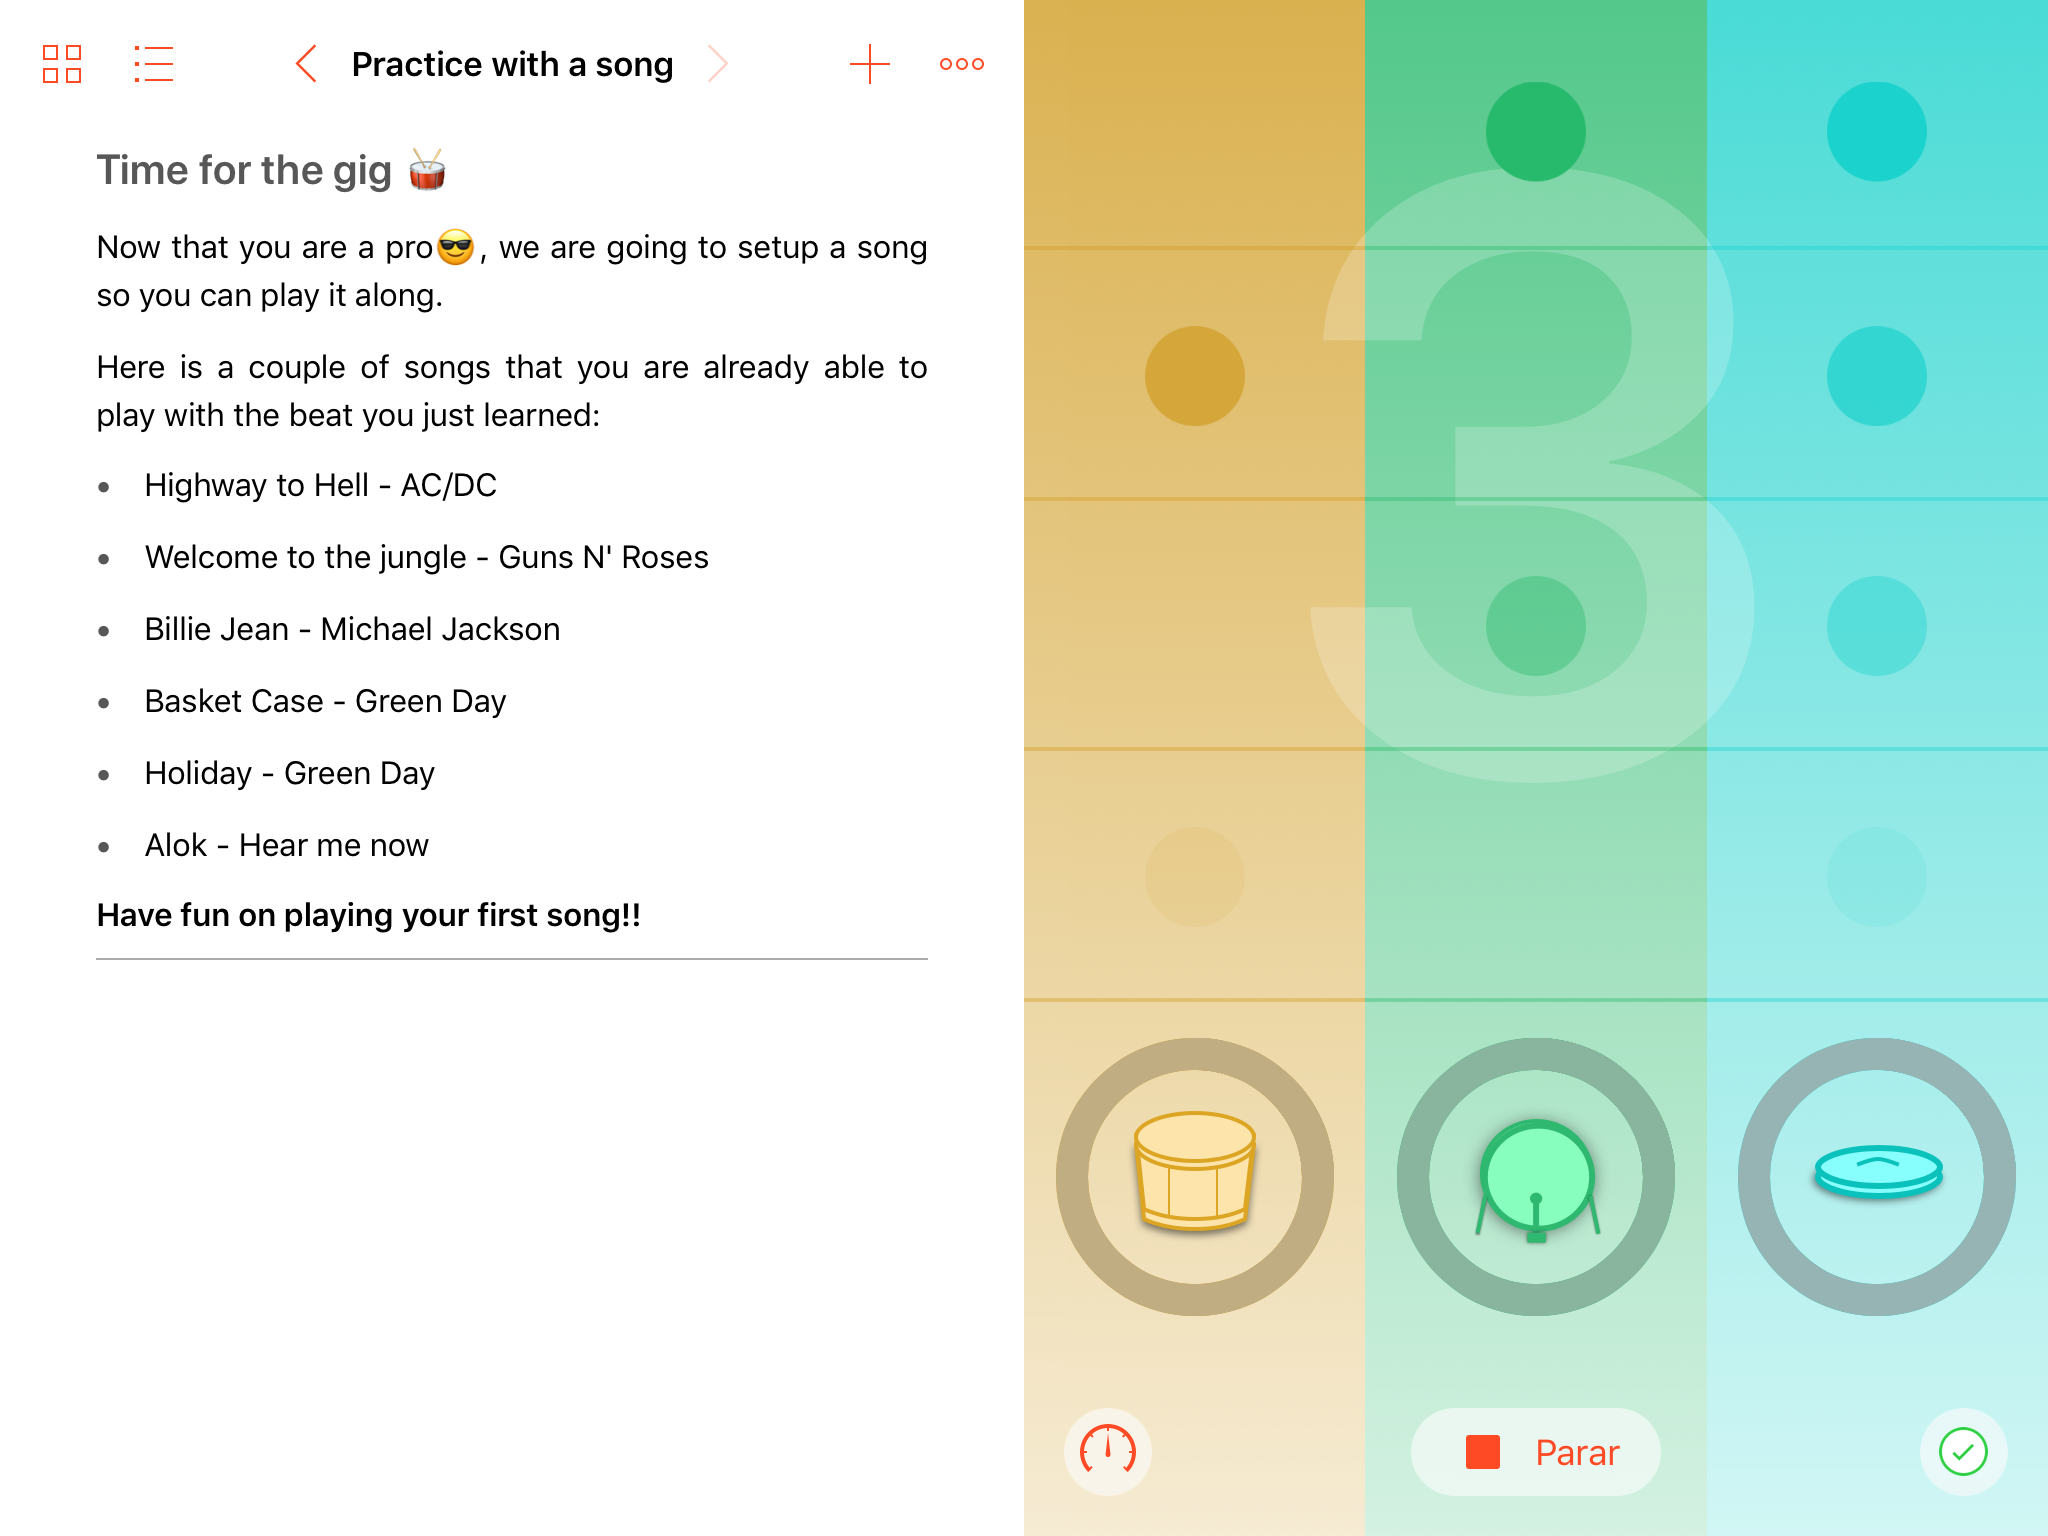 Practice with a song
Time for the gig 🥁
Now that you are a pro😎, we are going to setup a song
so you can play it along.
Here is a couple of songs that you are already able to
play with the beat you just learned:
• Highway to Hell - AC/DC
• Welcome to the jungle - Guns N' Roses
• Billie Jean - Michael Jackson
• Basket Case - Green Day
• Holiday - Green Day
• Alok - Hear me now
Have fun on playing your first song!!
3
Parar